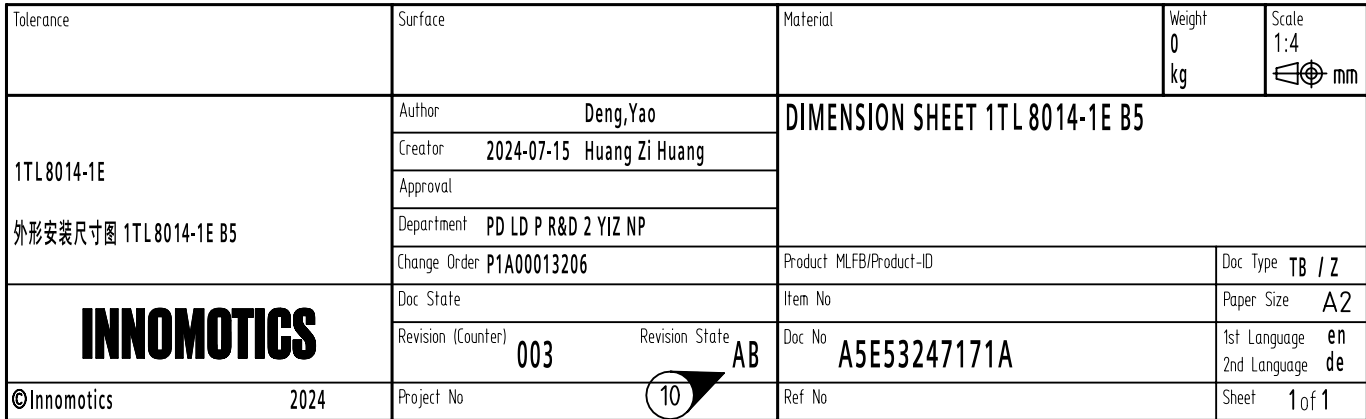 Tolerance
Surface
Material
Weight
0
kg
Scale
1:4
mm
1TL8014-1E
外形安装尺寸图 1TL8014-1E B5
Author Deng,Yao
Creator 2024-07-15 Huang Zi Huang
Approval
Department PD LD P R&D 2 YIZ NP
Change Order P1A00013206
DIMENSION SHEET 1TL8014-1E B5
Product MLFB/Product-ID
Doc Type TB / Z
INNOMOTICS
Doc State
Item No
Paper Size A2
Revision (Counter) 003
Revision State AB
Doc No A5E53247171A
1st Language en
2nd Language de
©Innomotics 2024
Project No
10
Ref No
Sheet 1 of 1